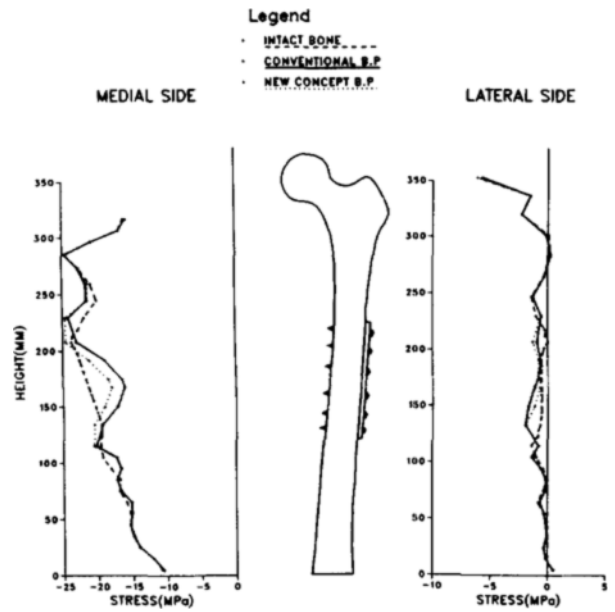 Legend
INTACT BONE
CONVENTIONAL B.P
NEW CONCEPT B.P
MEDIAL SIDE
LATERAL SIDE
HEIGHT(MM)
350
300
250
200
150
100
50
0
-25
-20
-15
-10
-5
0
STRESS(MPa)
350
300
250
200
150
100
50
0
-10
-5
0
STRESS(MPa)